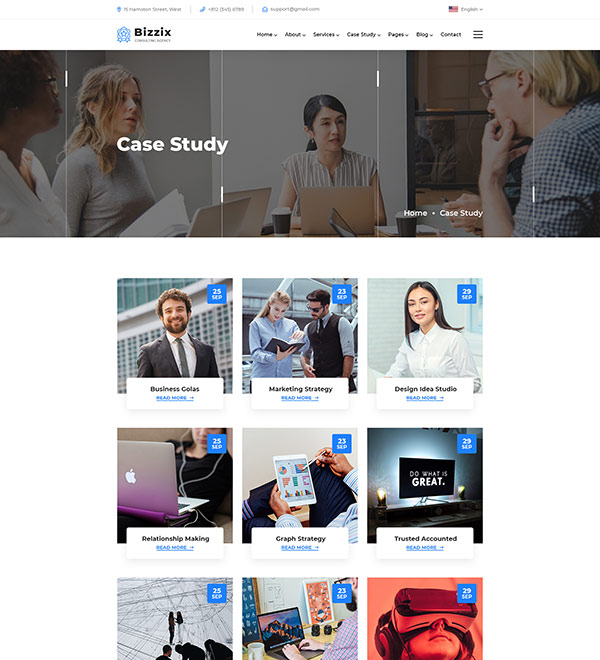 15 Hamiston Street, West +812 (345) 6789 support@gmail.com English
Bizzix
CONSULTING AGENCY
Home About Services Case Study Pages Blog Contact
Case Study
Home • Case Study
25 SEP
23 SEP
29 SEP
Business Golas
READ MORE →
Marketing Strategy
READ MORE →
Design Idea Studio
READ MORE →
25 SEP
23 SEP
29 SEP
DO WHAT IS
GREAT.
Relationship Making
READ MORE →
Graph Strategy
READ MORE →
Trusted Accounted
READ MORE →
25 SEP
23 SEP
29 SEP